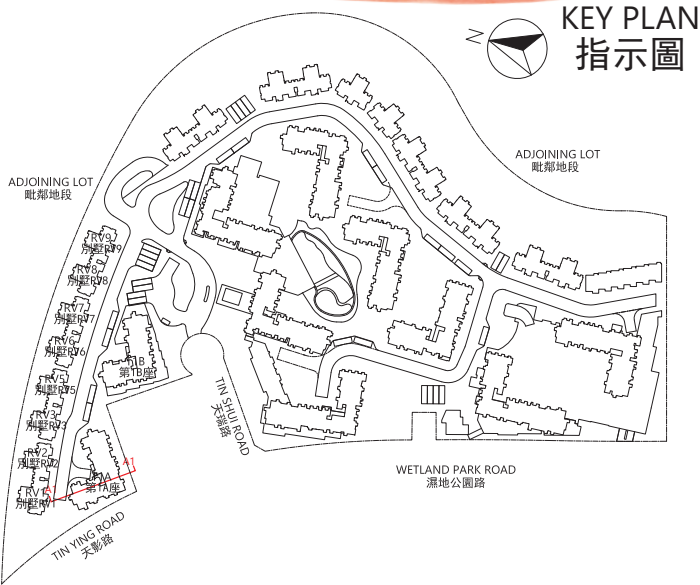 KEY PLAN
指示圖
N
ADJOINING LOT
毗鄰地段
ADJOINING LOT
毗鄰地段
RV9
別墅RV9
RV8
別墅RV8
RV7
別墅RV7
RV6
別墅RV6
RV5
別墅RV5
RV3
別墅RV3
RV2
別墅RV2
RV1
別墅RV1
第1B座
第1A座
A1
A1
TIN SHUI ROAD
天瑞路
WETLAND PARK ROAD
濕地公園路
TIN YING ROAD
天影路